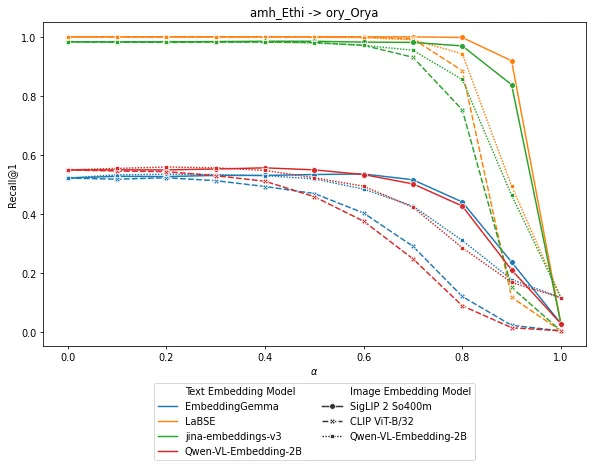 amh_Ethi -> ory_Orya
1.0
0.8
0.6
0.4
0.2
0.0
Recall@1
0.0 0.2 0.4 0.6 0.8 1.0
α
Text Embedding Model Image Embedding Model
EmbeddingGemma SigLIP 2 So400m
LaBSE CLIP ViT-B/32
jina-embeddings-v3 Qwen-VL-Embedding-2B
Qwen-VL-Embedding-2B